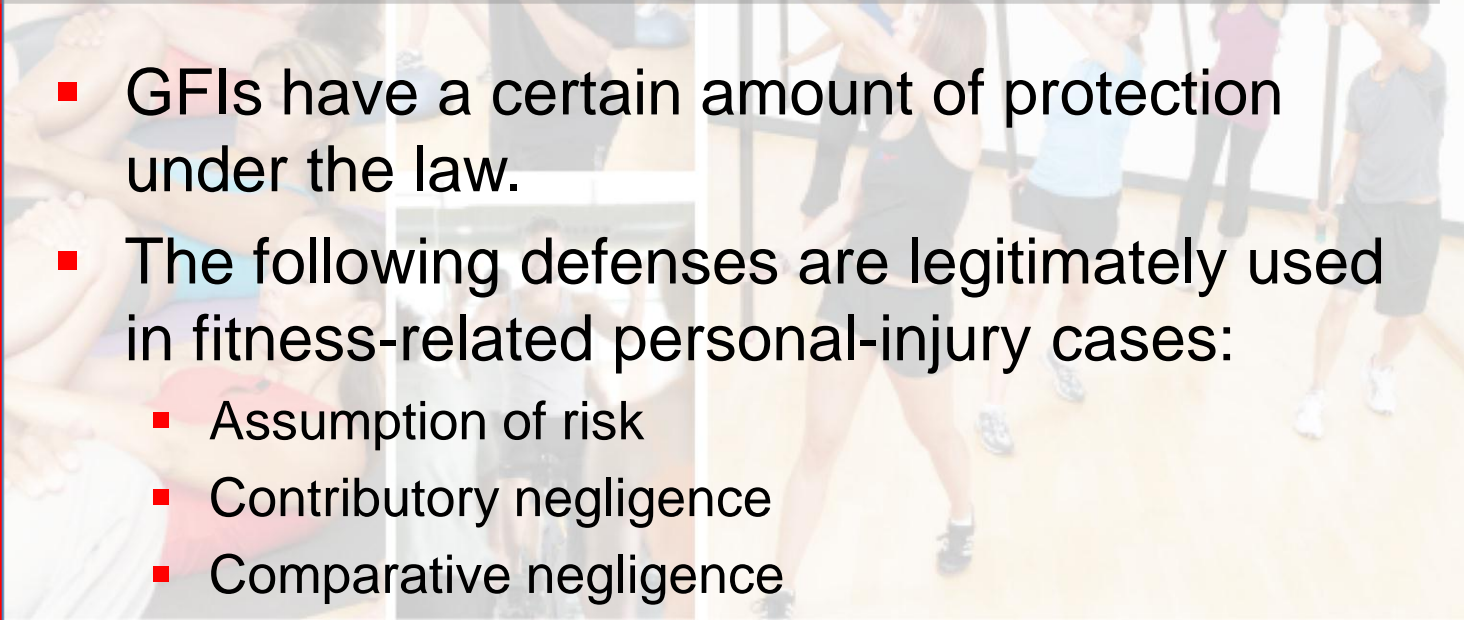 GFIs have a certain amount of protection
under the law.
The following defenses are legitimately used
in fitness-related personal-injury cases:
Assumption of risk
Contributory negligence
Comparative negligence